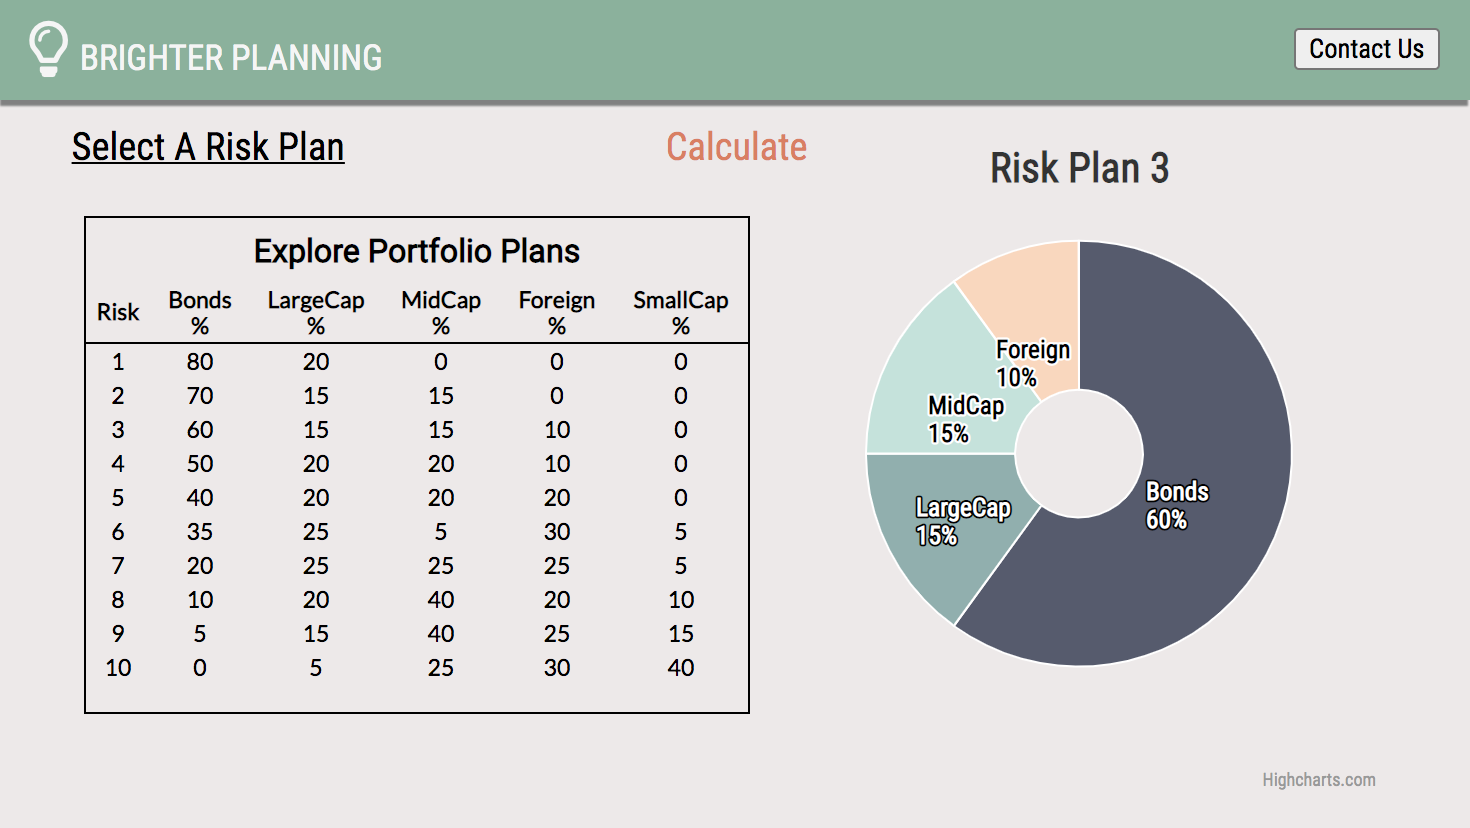 BRIGHTER PLANNING
Contact Us
Select A Risk Plan
Calculate
Explore Portfolio Plans
Risk Bonds % LargeCap % MidCap % Foreign % SmallCap %
1 80 20 0 0 0
2 70 15 15 0 0
3 60 15 15 10 0
4 50 20 20 10 0
5 40 20 20 20 0
6 35 25 5 30 5
7 20 25 25 25 5
8 10 20 40 20 10
9 5 15 40 25 15
10 0 5 25 30 40
Risk Plan 3
Foreign
10%
MidCap
15%
LargeCap
15%
Bonds
60%
Highcharts.com